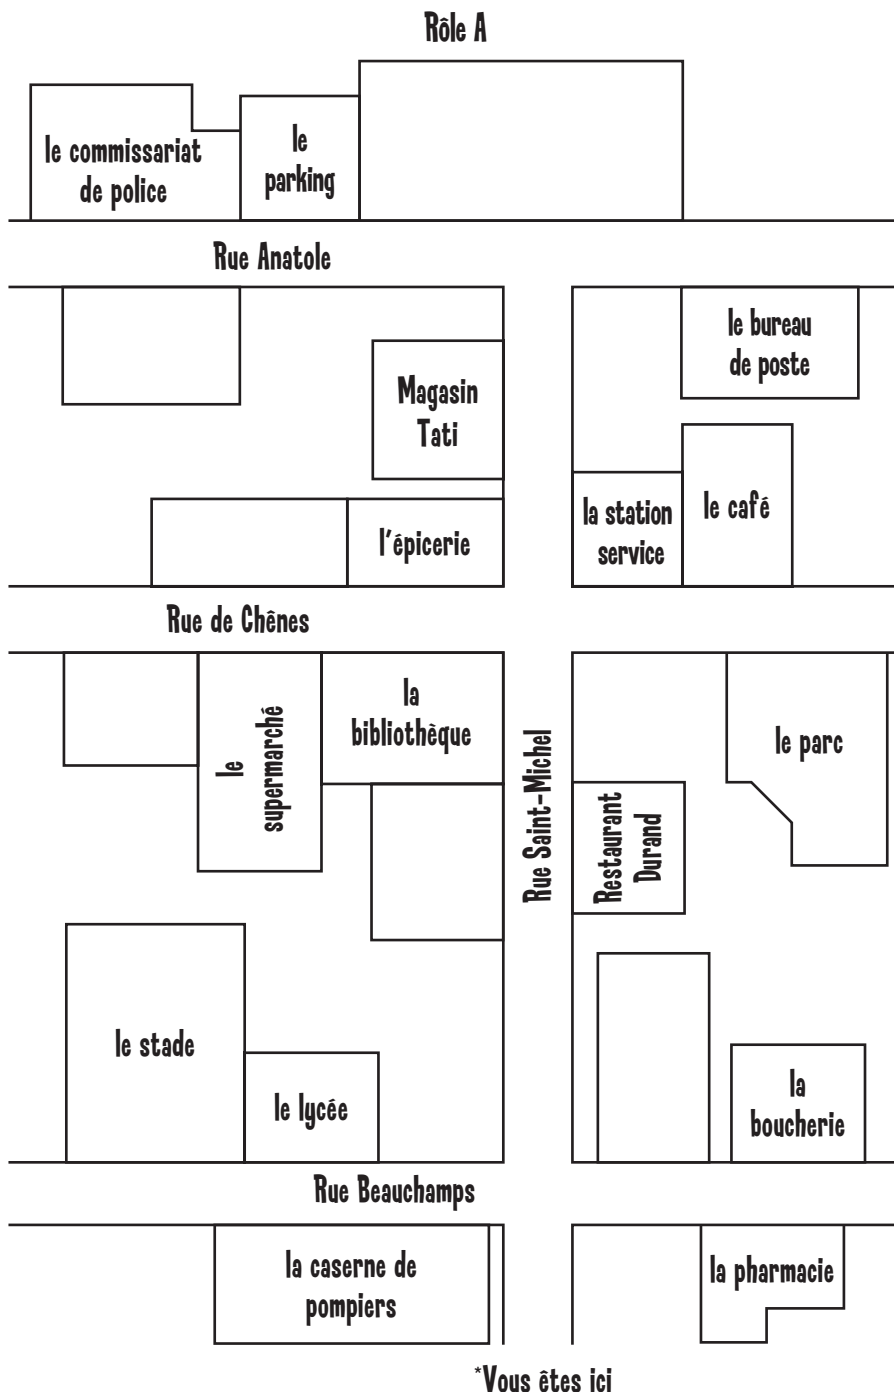 Rôle A
le commissariat
de police
le
parking
Rue Anatole
le bureau
de poste
Magasin
Tati
l'épicerie
la station
service
le café
Rue de Chênes
le
supermarché
la
bibliothèque
Rue Saint-Michel
Restaurant
Durand
le parc
le stade
le lycée
la
boucherie
Rue Beauchamps
la caserne de
pompiers
la pharmacie
*Vous êtes ici